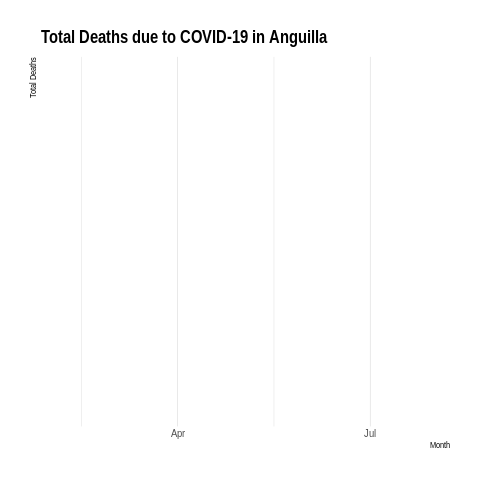 Total Deaths due to COVID-19 in Anguilla
Total Deaths
Apr
Jul
Month